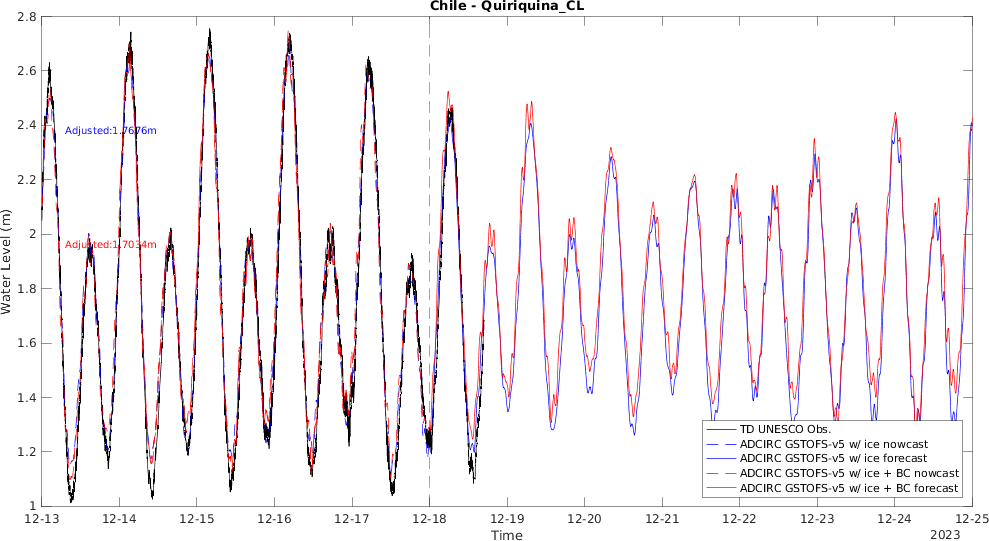 Chile - Quiriquina_CL
2.8
2.6
2.4
2.2
2
1.8
1.6
1.4
1.2
1
Water Level (m)
Adjusted:1.7676m
Adjusted:1.7034m
TD UNESCO Obs.
ADCIRC GSTOFS-v5 w/ ice nowcast
ADCIRC GSTOFS-v5 w/ ice forecast
ADCIRC GSTOFS-v5 w/ ice + BC nowcast
ADCIRC GSTOFS-v5 w/ ice + BC forecast
12-13 12-14 12-15 12-16 12-17 12-18 12-19 12-20 12-21 12-22 12-23 12-24 12-25
Time
2023